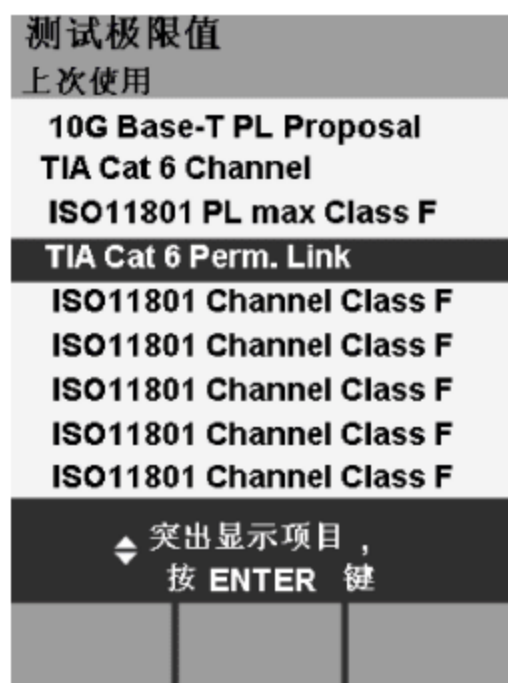 测试极限值
上次使用
10G Base-T PL Proposal
TIA Cat 6 Channel
ISO11801 PL max Class F
TIA Cat 6 Perm. Link
ISO11801 Channel Class F
ISO11801 Channel Class F
ISO11801 Channel Class F
ISO11801 Channel Class F
ISO11801 Channel Class F
突出显示项目，
按 ENTER 键